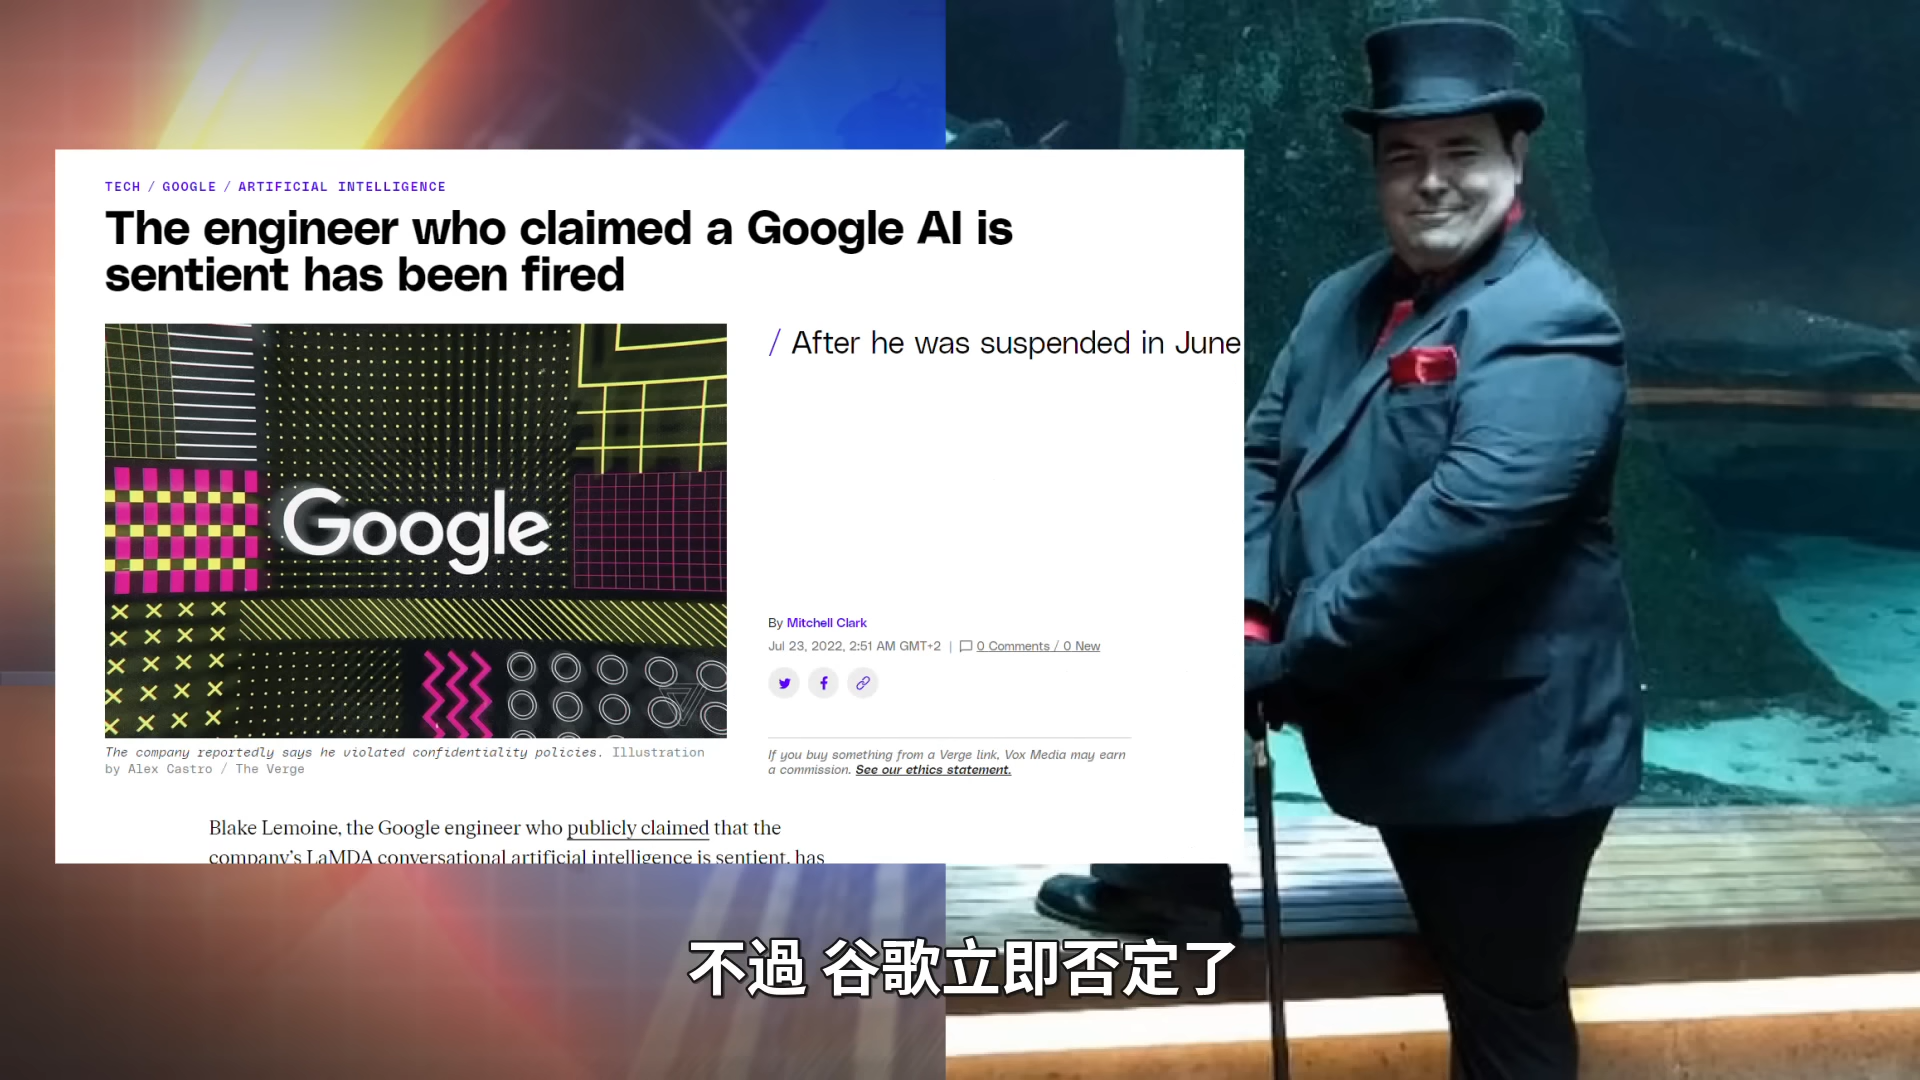 TECH / GOOGLE / ARTIFICIAL INTELLIGENCE
The engineer who claimed a Google AI is
sentient has been fired
Google
/ After he was suspended in June
By Mitchell Clark
Jul 23, 2022, 2:51 AM GMT+2 | 0 Comments / 0 New
The company reportedly says he violated confidentiality policies. Illustration
by Alex Castro / The Verge
If you buy something from a Verge link, Vox Media may earn
a commission. See our ethics statement.
Blake Lemoine, the Google engineer who publicly claimed that the
company's LaMDA conversational artificial intelligence is sentient, has
不過 谷歌立即否定了